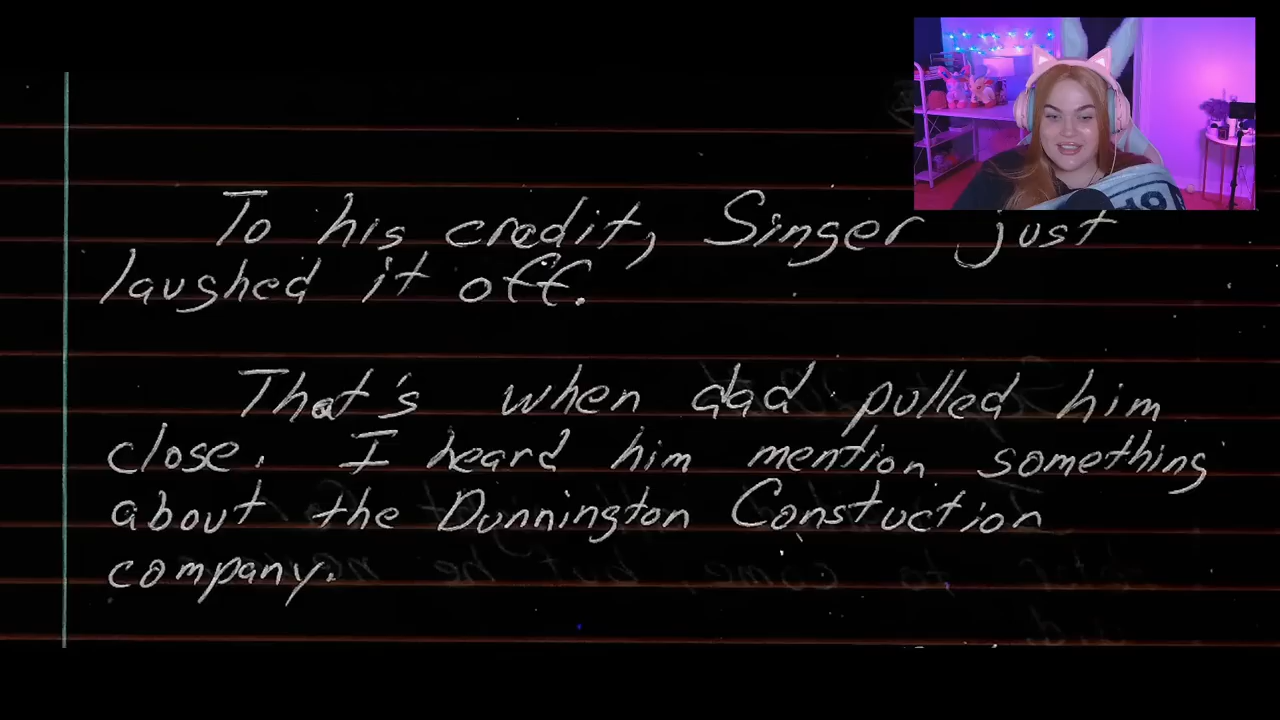 To his credit, Singer just
laughed it off.
That's when dad pulled him
close. I heard him mention something
about the Dunnington Constuction
company.